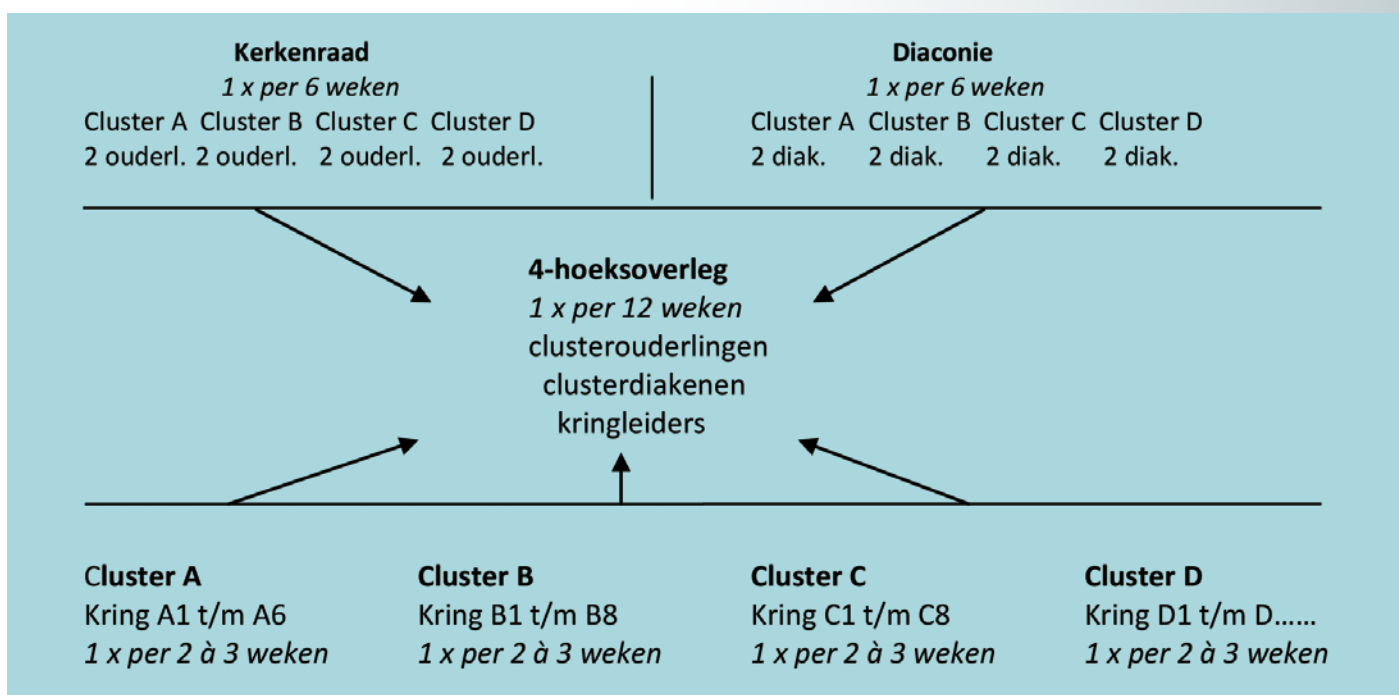 Kerkenraad
1 x per 6 weken
Cluster A Cluster B Cluster C Cluster D
2 ouderl. 2 ouderl. 2 ouderl. 2 ouderl.
Diaconie
1 x per 6 weken
Cluster A Cluster B Cluster C Cluster D
2 diak. 2 diak. 2 diak. 2 diak.
4-hoeksoverleg
1 x per 12 weken
clusterouderlingen
clusterdiakenen
kringleiders
Cluster A
Kring A1 t/m A6
1 x per 2 à 3 weken
Cluster B
Kring B1 t/m B8
1 x per 2 à 3 weken
Cluster C
Kring C1 t/m C8
1 x per 2 à 3 weken
Cluster D
Kring D1 t/m D......
1 x per 2 à 3 weken